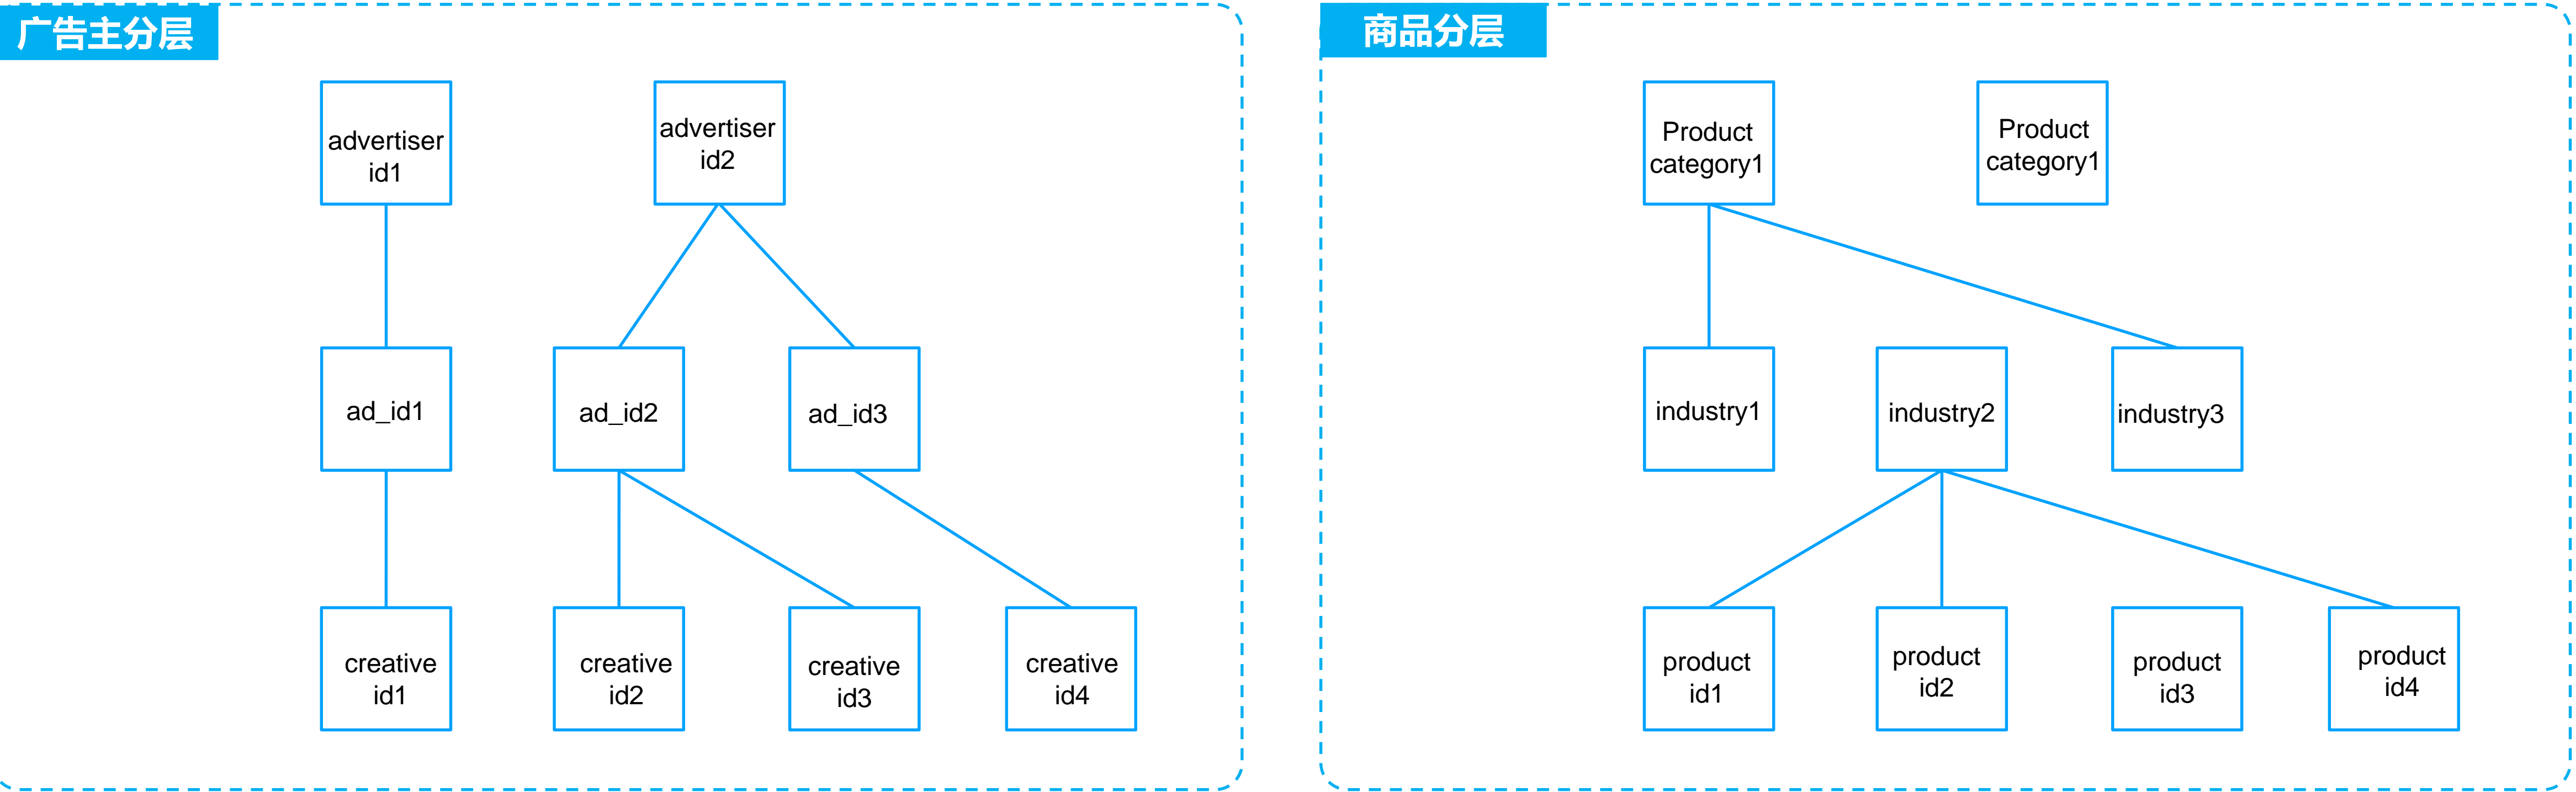 广告主分层
advertiser
id1
advertiser
id2
ad_id1
ad_id2
ad_id3
creative
id1
creative
id2
creative
id3
creative
id4
商品分层
Product
category1
Product
category1
industry1
industry2
industry3
product
id1
product
id2
product
id3
product
id4